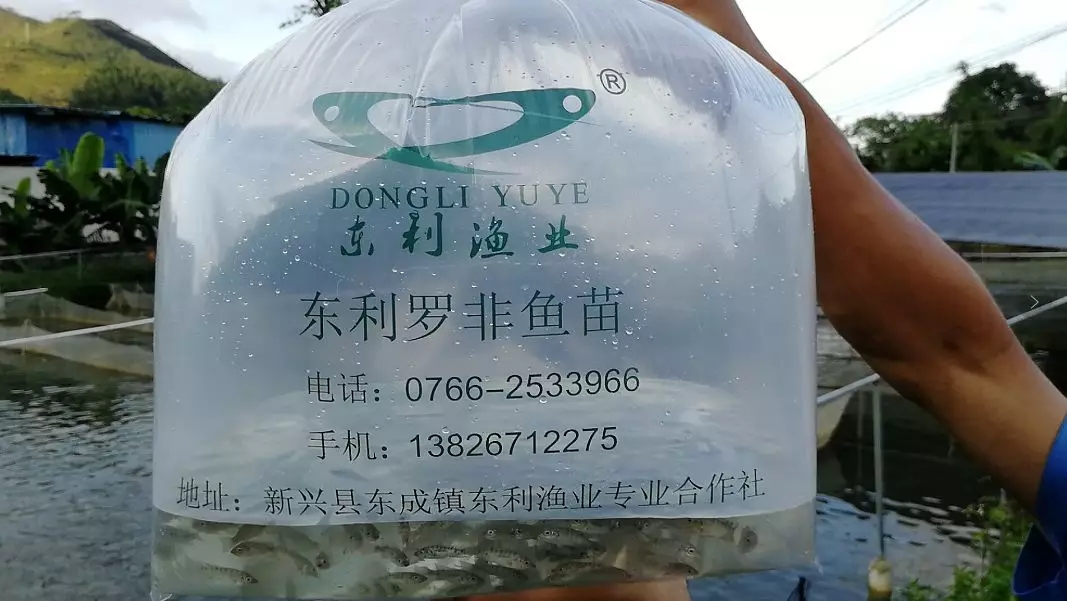 ®
DONGLI YUYE
东利渔业
东利罗非鱼苗
电话：0766-2533966
手机：13826712275
地址：新兴县东成镇东利渔业专业合作社